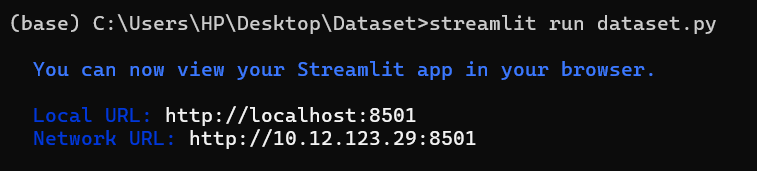 (base) C:\Users\HP\Desktop\Dataset>streamlit run dataset.py
You can now view your Streamlit app in your browser.
Local URL: http://localhost:8501
Network URL: http://10.12.123.29:8501